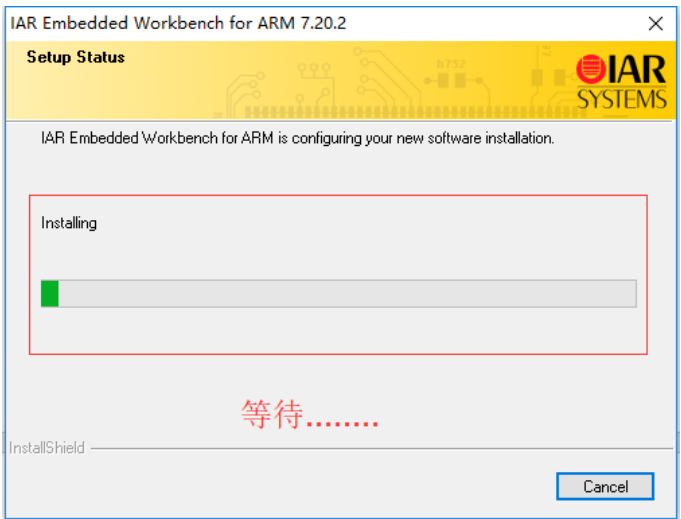 IAR Embedded Workbench for ARM 7.20.2
Setup Status
h732
IAR
SYSTEMS
IAR Embedded Workbench for ARM is configuring your new software installation.
Installing
等待........
InstallShield
Cancel